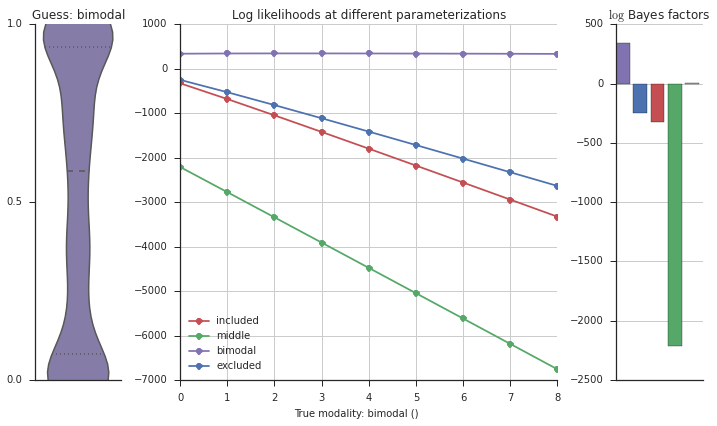 Guess: bimodal
1.0
0.5
0.0
Log likelihoods at different parameterizations
1000
0
−1000
−2000
−3000
−4000
−5000
−6000
−7000
included
middle
bimodal
excluded
0 1 2 3 4 5 6 7 8
True modality: bimodal ()
log Bayes factors
500
0
−500
−1000
−1500
−2000
−2500